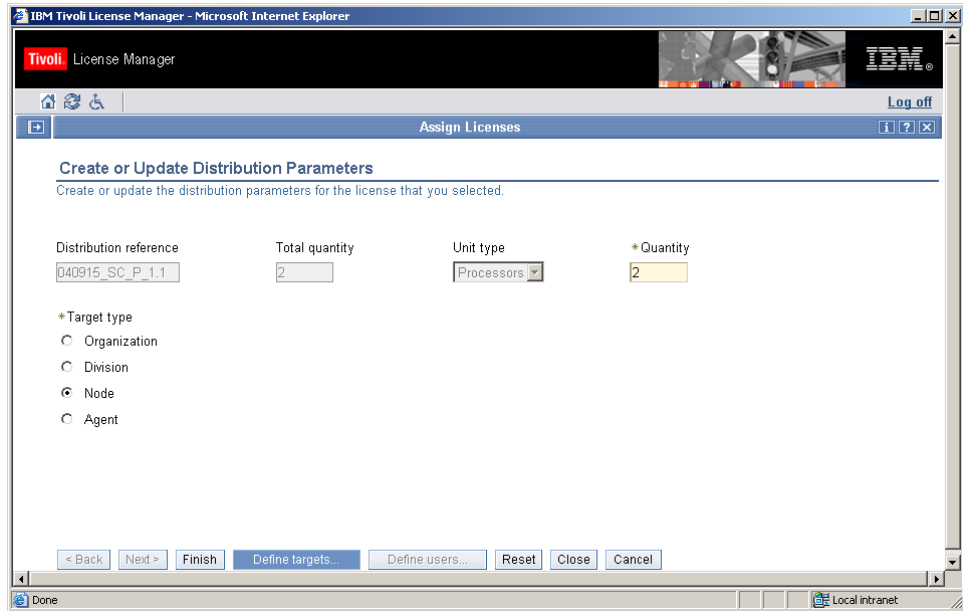 IBM Tivoli License Manager - Microsoft Internet Explorer
Tivoli. License Manager
IBM®
Log off
Assign Licenses
i ? X
Create or Update Distribution Parameters
Create or update the distribution parameters for the license that you selected.
Distribution reference Total quantity Unit type *Quantity
040915_SC_P_1.1 2 Processors 2
*Target type
Organization
Division
Node
Agent
< Back Next > Finish Define targets... Define users... Reset Close Cancel
Done Local intranet